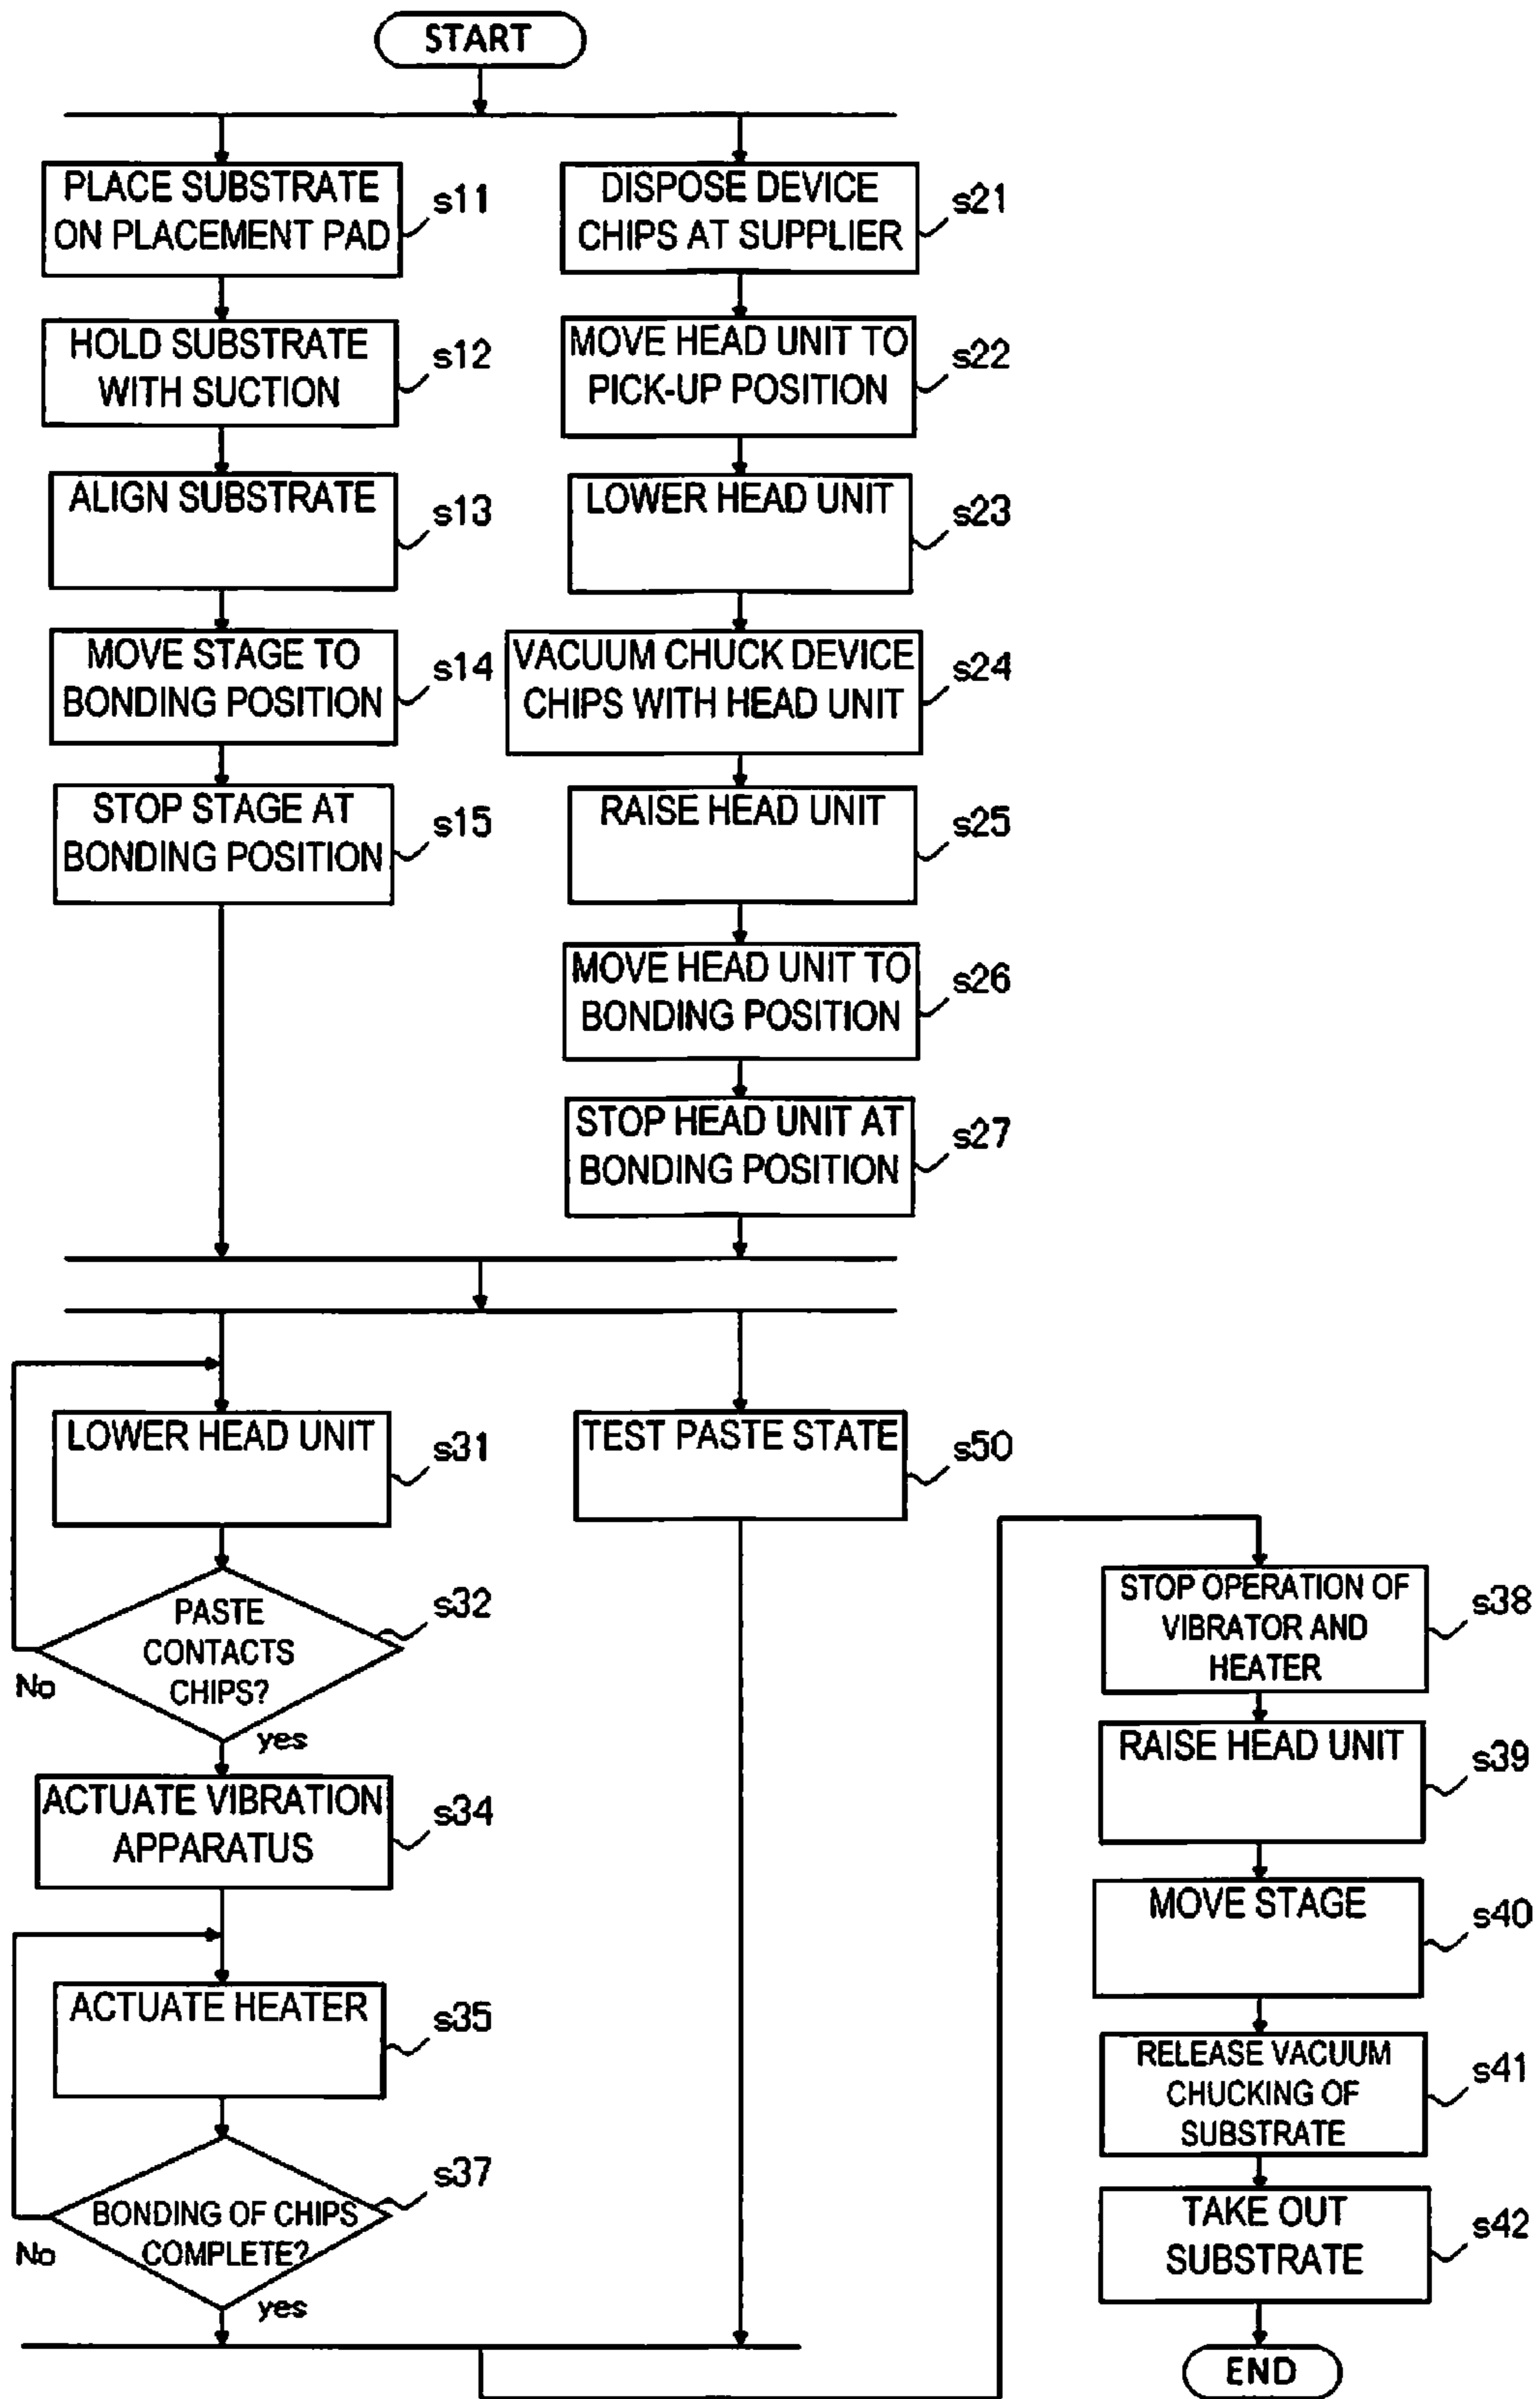 START
PLACE SUBSTRATE
ON PLACEMENT PAD
s11
HOLD SUBSTRATE
WITH SUCTION
s12
ALIGN SUBSTRATE
s13
MOVE STAGE TO
BONDING POSITION
s14
STOP STAGE AT
BONDING POSITION
s15
DISPOSE DEVICE
CHIPS AT SUPPLIER
s21
MOVE HEAD UNIT TO
PICK-UP POSITION
s22
LOWER HEAD UNIT
s23
VACUUM CHUCK DEVICE
CHIPS WITH HEAD UNIT
s24
RAISE HEAD UNIT
s25
MOVE HEAD UNIT TO
BONDING POSITION
s26
STOP HEAD UNIT AT
BONDING POSITION
s27
LOWER HEAD UNIT
s31
PASTE
CONTACTS
CHIPS?
s32
No
yes
ACTUATE VIBRATION
APPARATUS
s34
ACTUATE HEATER
s35
BONDING OF CHIPS
COMPLETE?
s37
No
yes
TEST PASTE STATE
s50
STOP OPERATION OF
VIBRATOR AND
HEATER
s38
RAISE HEAD UNIT
s39
MOVE STAGE
s40
RELEASE VACUUM
CHUCKING OF
SUBSTRATE
s41
TAKE OUT
SUBSTRATE
s42
END